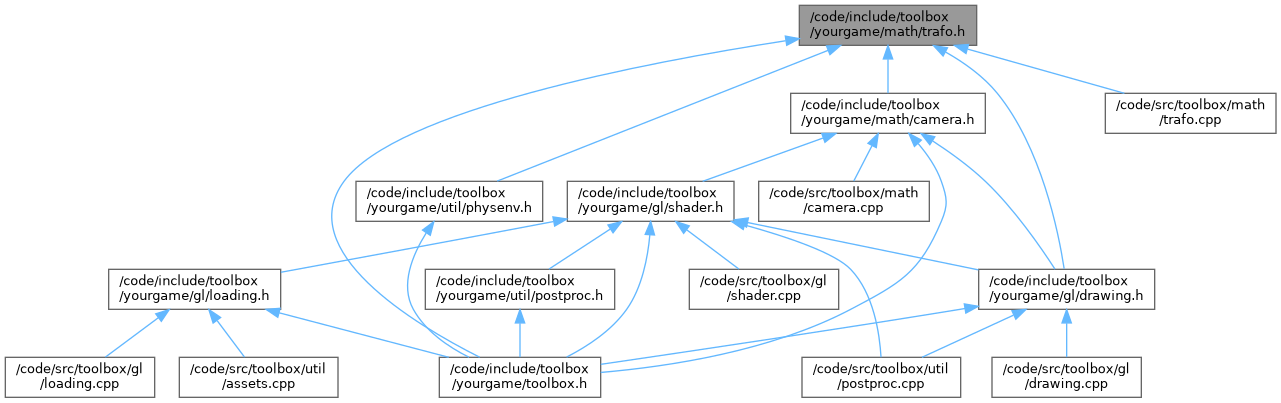 /code/include/toolbox
/yourgame/math/trafo.h
/code/include/toolbox
/yourgame/math/camera.h
/code/src/toolbox/math
/trafo.cpp
/code/include/toolbox
/yourgame/util/physenv.h
/code/include/toolbox
/yourgame/gl/shader.h
/code/src/toolbox/math
/camera.cpp
/code/include/toolbox
/yourgame/gl/loading.h
/code/include/toolbox
/yourgame/util/postproc.h
/code/src/toolbox/gl
/shader.cpp
/code/include/toolbox
/yourgame/gl/drawing.h
/code/src/toolbox/gl
/loading.cpp
/code/src/toolbox/util
/assets.cpp
/code/include/toolbox
/yourgame/toolbox.h
/code/src/toolbox/util
/postproc.cpp
/code/src/toolbox/gl
/drawing.cpp